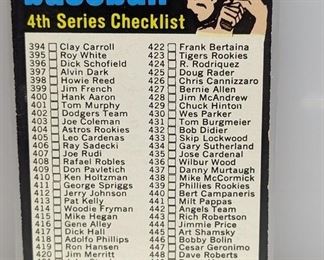 baseball
4th Series Checklist
394 Clay Carroll
395 Roy White
396 Dick Schofield
397 Alvin Dark
398 Howie Reed
399 Jim French
400 Hank Aaron
401 Tom Murphy
402 Dodgers Team
403 Joe Coleman
404 Astros Rookies
405 Leo Cardenas
406 Ray Sadecki
407 Joe Rudi
408 Rafael Robles
409 Don Pavletich
410 Ken Holtzman
411 George Spriggs
412 Jerry Johnson
413 Pat Kelly
414 Woodie Fryman
415 Mike Hegan
416 Gene Alley
417 Dick Hall
418 Adolfo Phillips
419 Ron Hansen
420 Jim Merritt
422 Frank Bertaina
423 Tigers Rookies
424 R. Rodriguez
425 Doug Rader
426 Chris Cannizzaro
427 Bernie Allen
428 Jim McAndrew
429 Chuck Hinton
430 Wes Parker
431 Tom Burgmeier
432 Bob Didier
433 Skip Lockwood
434 Gary Sutherland
435 Jose Cardenal
436 Wilbur Wood
437 Danny Murtaugh
438 Mike McCormick
439 Phillies Rookies
440 Bert Campaneris
441 Milt Pappas
442 Angels Team
443 Rich Robertson
444 Jimmie Price
445 Art Shamsky
446 Bobby Bolin
447 Cesar Geronimo
448 Dave Roberts